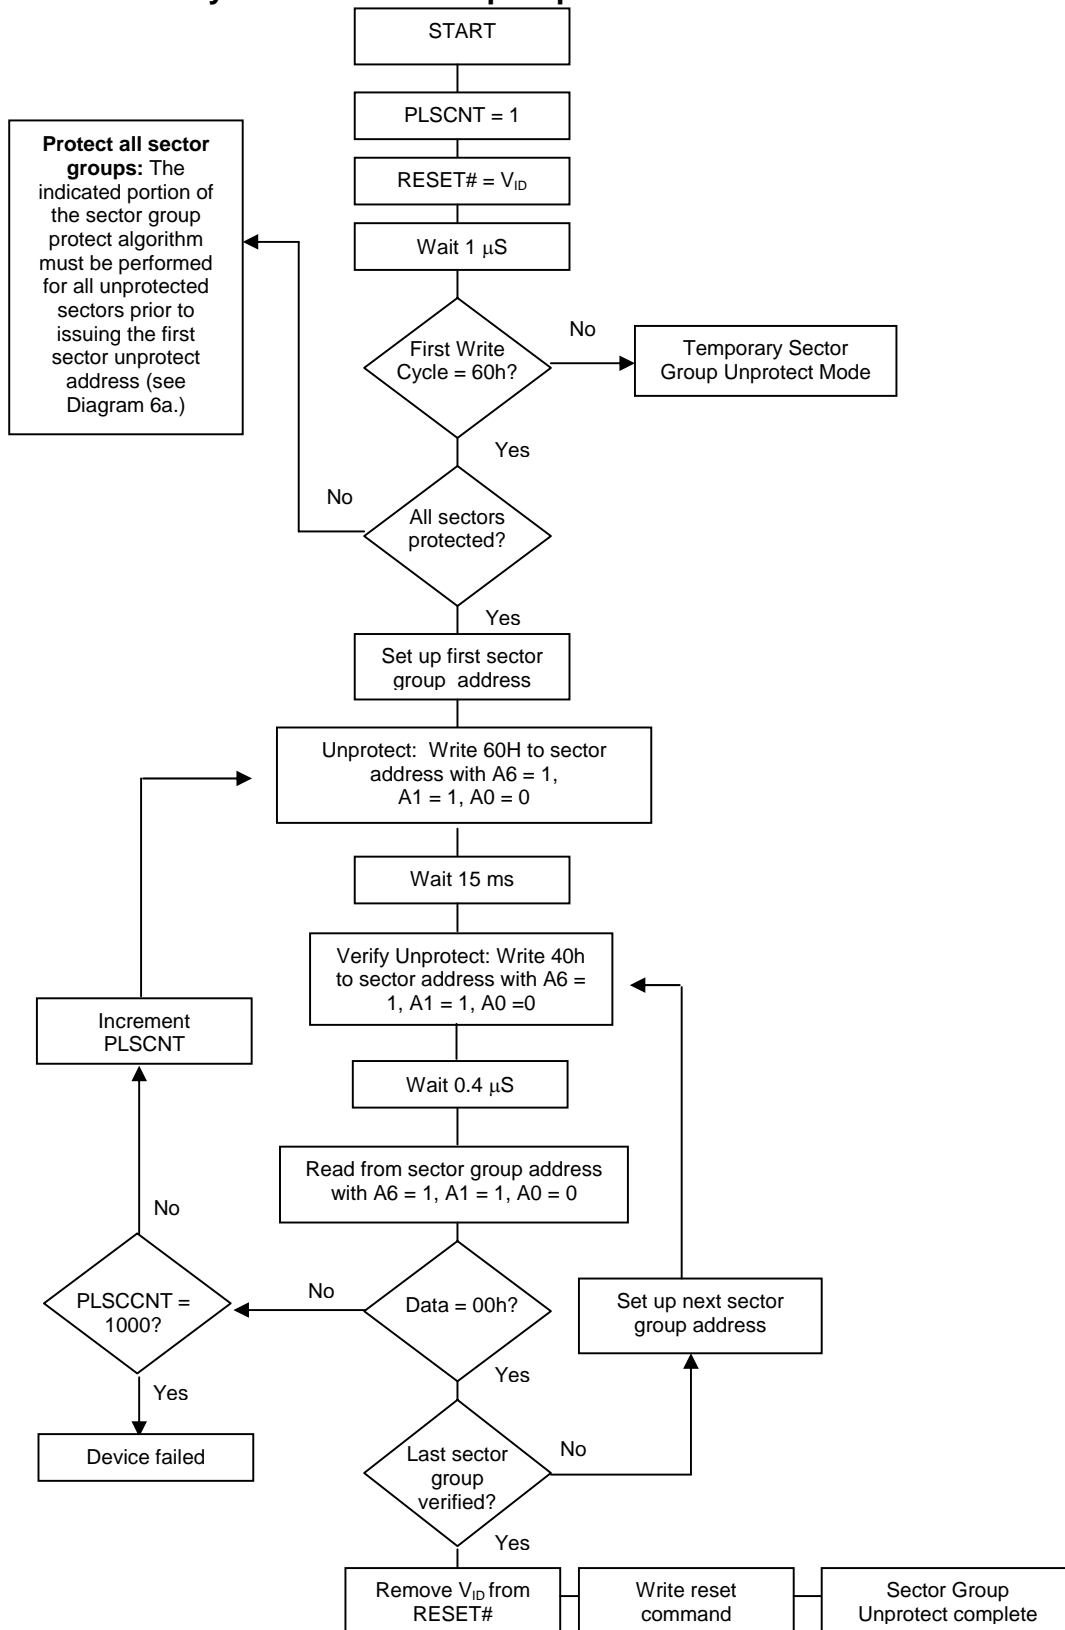 START
PLSCNT = 1
RESET# = VID
Wait 1 μS
Protect all sector
groups: The
indicated portion of
the sector group
protect algorithm
must be performed
for all unprotected
sectors prior to
issuing the first
sector unprotect
address (see
Diagram 6a.)
First Write
Cycle = 60h?
No
Temporary Sector
Group Unprotect Mode
Yes
No
All sectors
protected?
Yes
Set up first sector
group address
Unprotect: Write 60H to sector
address with A6 = 1,
A1 = 1, A0 = 0
Wait 15 ms
Verify Unprotect: Write 40h
to sector address with A6 =
1, A1 = 1, A0 =0
Increment
PLSCNT
Wait 0.4 μS
Read from sector group address
with A6 = 1, A1 = 1, A0 = 0
No
PLSCCNT =
1000?
No
Data = 00h?
Set up next sector
group address
Yes
Yes
Device failed
Last sector
group
verified?
No
Yes
Remove VID from
RESET#
Write reset
command
Sector Group
Unprotect complete